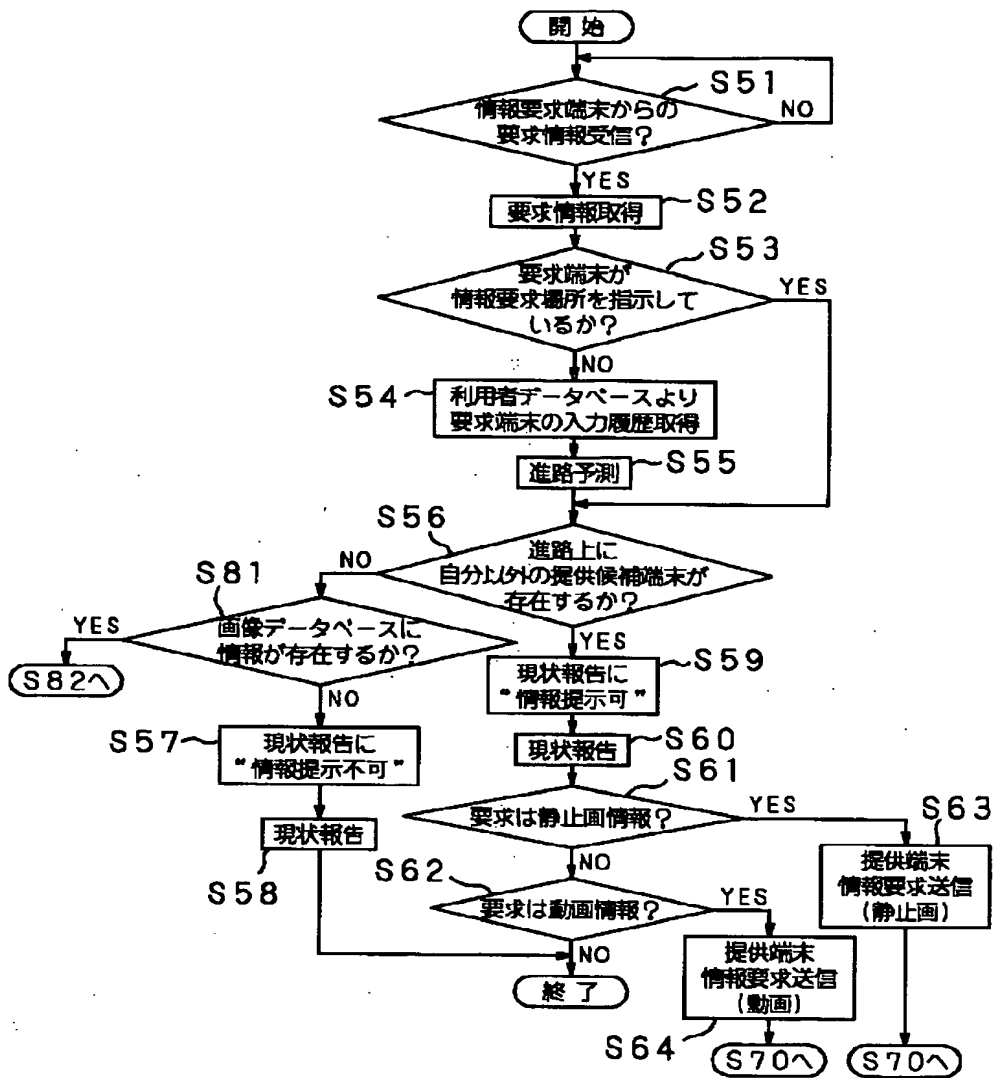 開始
S51
情報要求端末からの
要求情報受信?
NO
YES
要求情報取得
S52
S53
要求端末が
情報要求場所を指示して
いるか?
YES
NO
S54
利用者データベースより
要求端末の入力履歴取得
進路予測
S55
S56
進路上に
自分以外の提供候補端末が
存在するか?
NO
YES
S81
画像データベースに
情報が存在するか?
YES
S82へ
NO
S59
現状報告に
“情報提示可”
S57
現状報告に
“情報提示不可”
現状報告
S60
S61
要求は静止画情報?
YES
NO
S63
提供端末
情報要求送信
(静止画)
現状報告
S58
S62
要求は動画情報?
YES
NO
提供端末
情報要求送信
(動画)
S64
終了
S70へ
S70へ